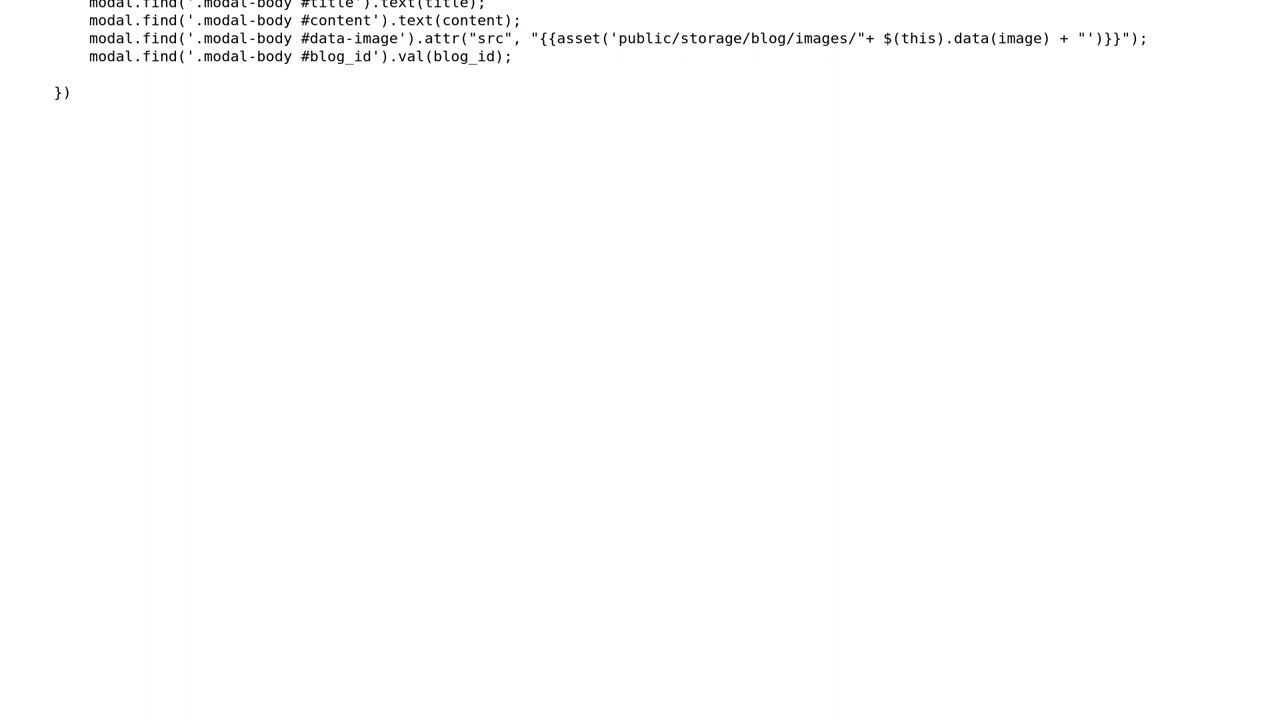 modal.find('.modal-body #title').text(title);
modal.find('.modal-body #content').text(content);
modal.find('.modal-body #data-image').attr("src", "{{asset('public/storage/blog/images/"+ $(this).data(image) + "')}}");
modal.find('.modal-body #blog_id').val(blog_id);
})